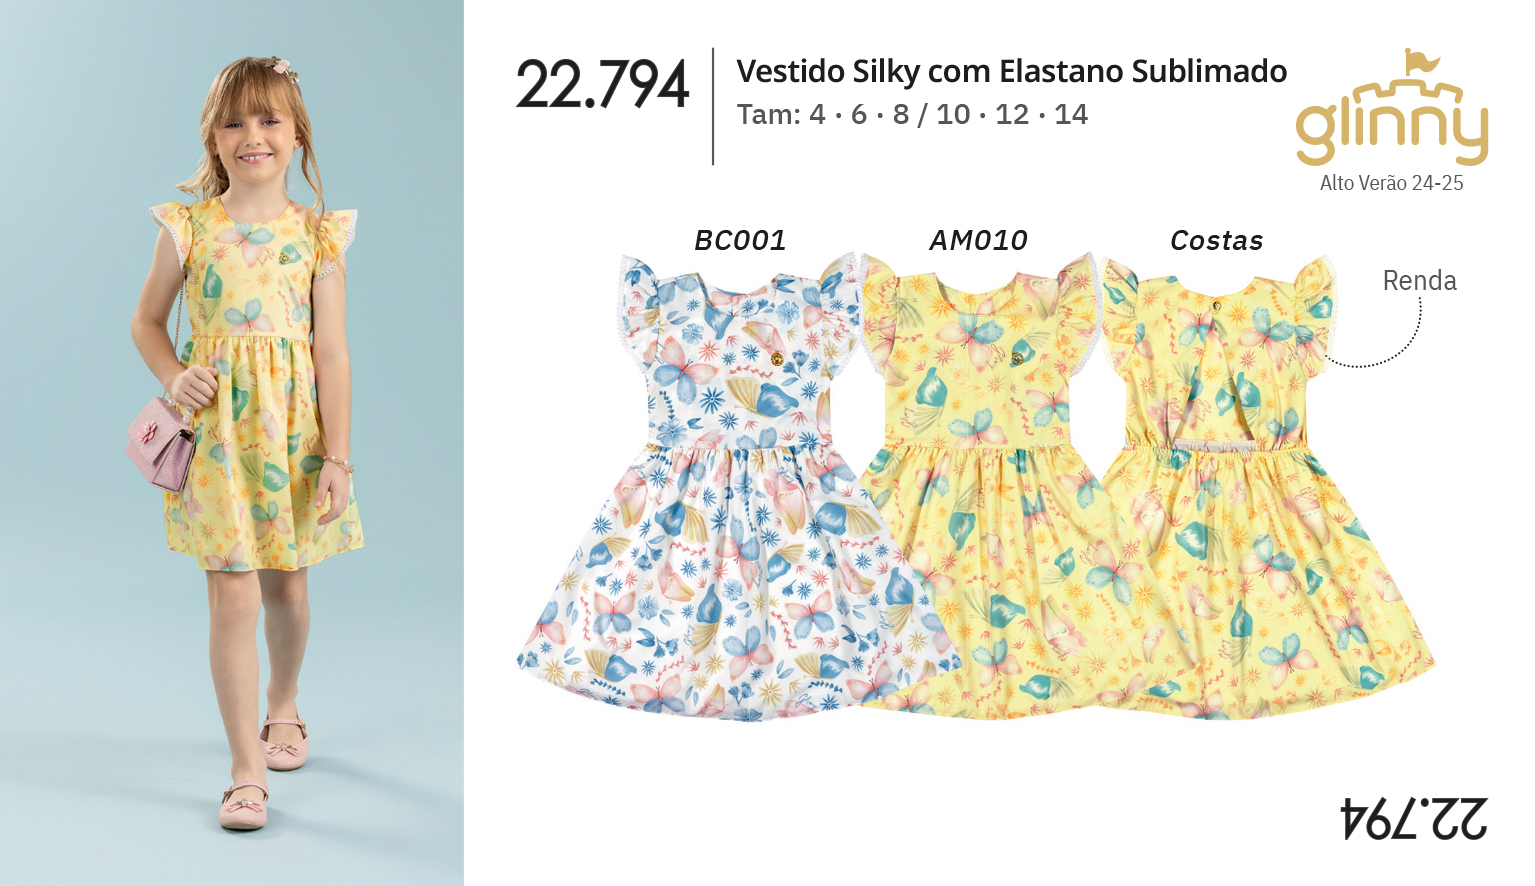 22.794
Vestido Silky com Elastano Sublimado
Tam: 4 · 6 · 8 / 10 · 12 · 14
glinny
Alto Verão 24-25
BC001
AM010
Costas
Renda
22.794